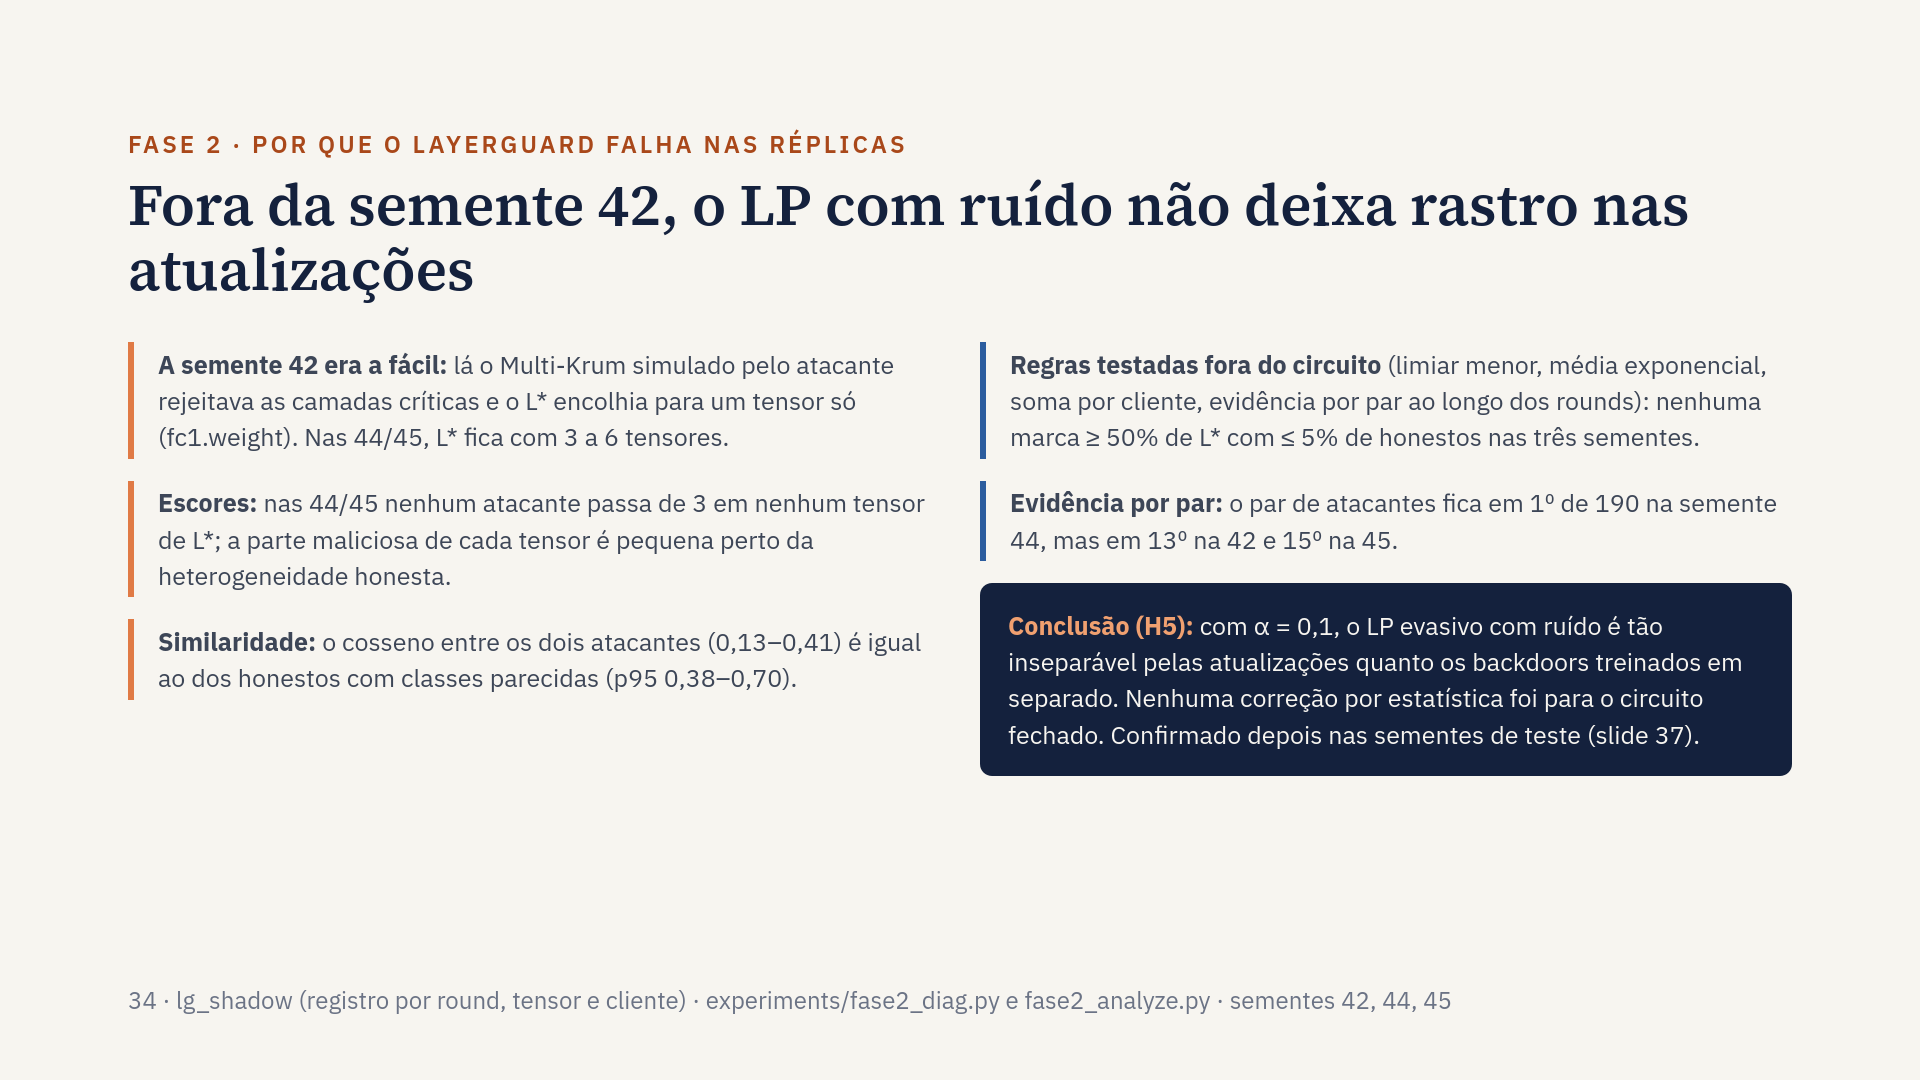 FASE 2 · POR QUE O LAYERGUARD FALHA NAS RÉPLICAS
Fora da semente 42, o LP com ruído não deixa rastro nas
atualizações
A semente 42 era a fácil: lá o Multi-Krum simulado pelo atacante
rejeitava as camadas críticas e o L* encolhia para um tensor só
(fc1.weight). Nas 44/45, L* fica com 3 a 6 tensores.
Escores: nas 44/45 nenhum atacante passa de 3 em nenhum tensor
de L*; a parte maliciosa de cada tensor é pequena perto da
heterogeneidade honesta.
Similaridade: o cosseno entre os dois atacantes (0,13–0,41) é igual
ao dos honestos com classes parecidas (p95 0,38–0,70).
Regras testadas fora do circuito (limiar menor, média exponencial,
soma por cliente, evidência por par ao longo dos rounds): nenhuma
marca ≥ 50% de L* com ≤ 5% de honestos nas três sementes.
Evidência por par: o par de atacantes fica em 1º de 190 na semente
44, mas em 13º na 42 e 15º na 45.
Conclusão (H5): com α = 0,1, o LP evasivo com ruído é tão
inseparável pelas atualizações quanto os backdoors treinados em
separado. Nenhuma correção por estatística foi para o circuito
fechado. Confirmado depois nas sementes de teste (slide 37).
34 · lg_shadow (registro por round, tensor e cliente) · experiments/fase2_diag.py e fase2_analyze.py · sementes 42, 44, 45